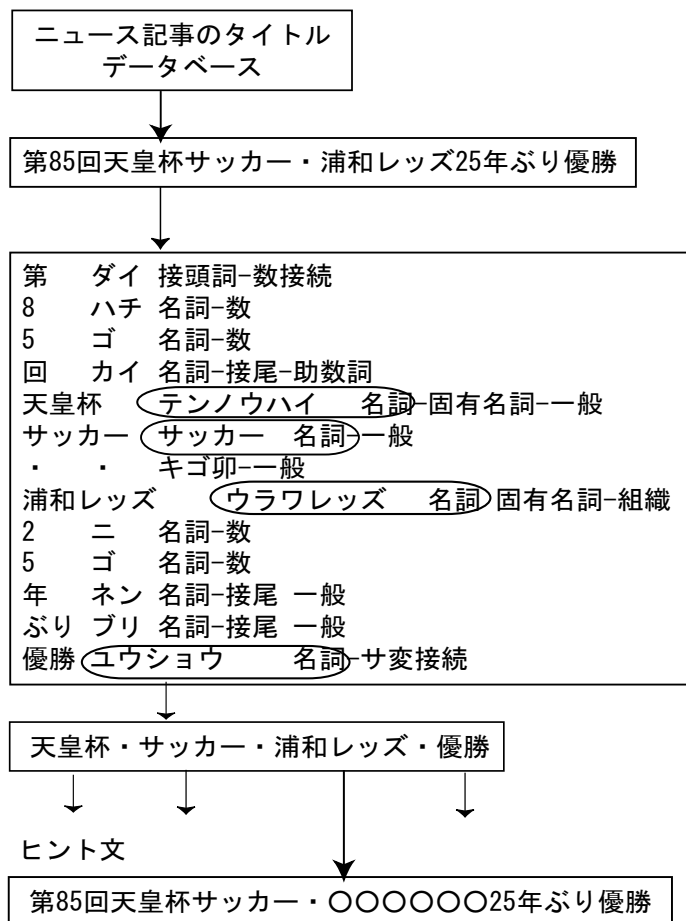 ニュース記事のタイトル
データベース
第85回天皇杯サッカー・浦和レッズ25年ぶり優勝
第 ダイ 接頭詞-数接続
8 ハチ 名詞-数
5 ゴ 名詞-数
回 カイ 名詞-接尾-助数詞
天皇杯 テンノウハイ 名詞-固有名詞-一般
サッカー サッカー 名詞-一般
・ ・ キゴ卯-一般
浦和レッズ ウラワレッズ 名詞 固有名詞-組織
2 ニ 名詞-数
5 ゴ 名詞-数
年 ネン 名詞-接尾 一般
ぶり ブリ 名詞-接尾 一般
優勝 ユウショウ 名詞-サ変接続
天皇杯・サッカー・浦和レッズ・優勝
ヒント文
第85回天皇杯サッカー・○○○○○○25年ぶり優勝